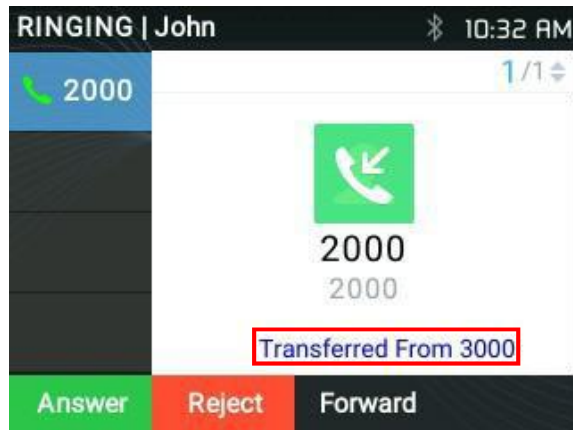 RINGING | John 10:32 AM
2000
1/1
2000
2000
Transferred From 3000
Answer Reject Forward